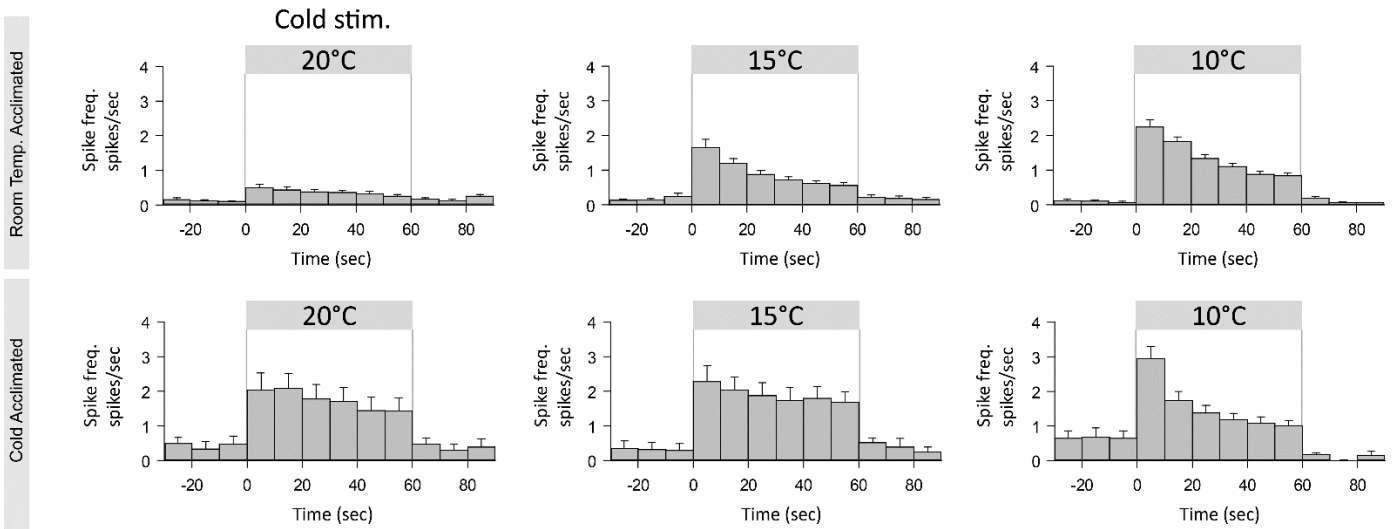 Cold stim.
Room Temp. Acclimated
20°C
15°C
10°C
Spike freq.
spikes/sec
4
3
2
1
0
-20 0 20 40 60 80
Time (sec)
Spike freq.
spikes/sec
4
3
2
1
0
-20 0 20 40 60 80
Time (sec)
Spike freq.
spikes/sec
4
3
2
1
0
-20 0 20 40 60 80
Time (sec)
Cold Acclimated
20°C
15°C
10°C
Spike freq.
spikes/sec
4
3
2
1
0
-20 0 20 40 60 80
Time (sec)
Spike freq.
spikes/sec
4
3
2
1
0
-20 0 20 40 60 80
Time (sec)
Spike freq.
spikes/sec
4
3
2
1
0
-20 0 20 40 60 80
Time (sec)